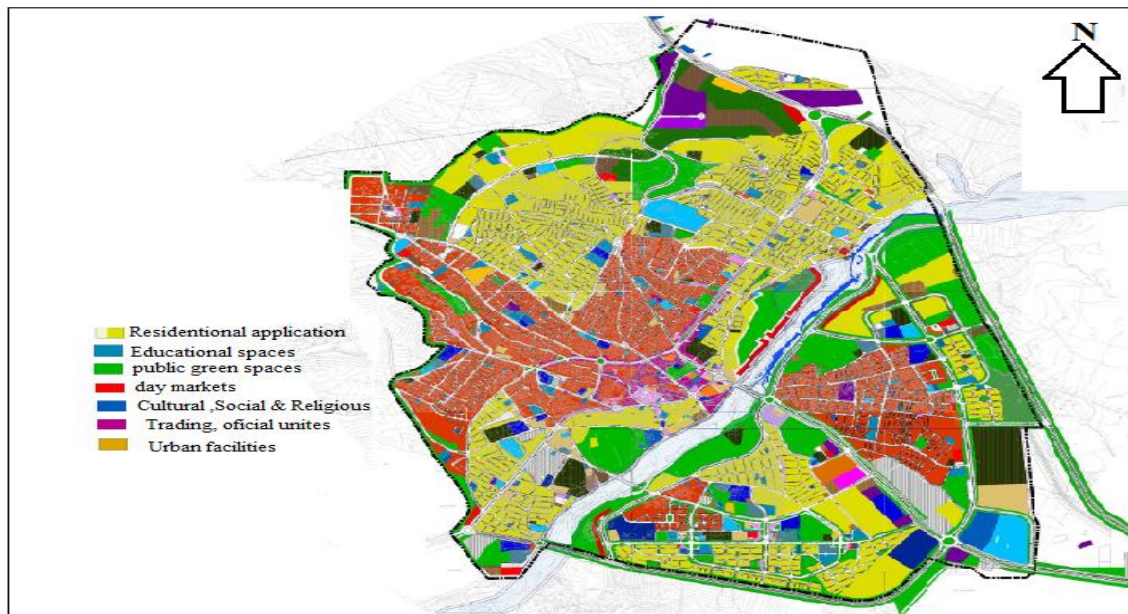 N
Residentional application
Educational spaces
public green spaces
day markets
Cultural ,Social & Religious
Trading, oficial unites
Urban facilities